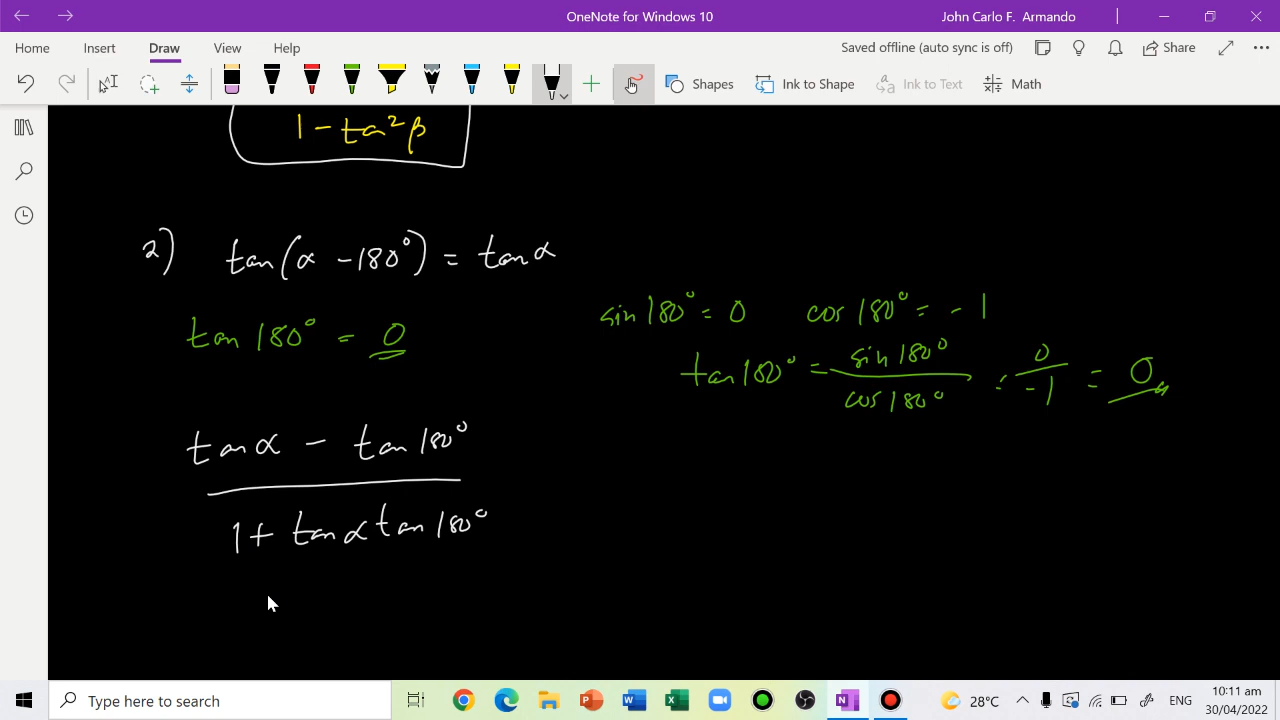 OneNote for Windows 10
John Carlo F. Armando
Home Insert Draw View Help
Saved offline (auto sync is off)
Share
Shapes
Ink to Shape
Ink to Text
Math
1 - tan²β
2) tan(α - 180°) = tanα
tan 180° = 0
sin 180° = 0 cos 180° = -1
tan 180° = sin 180° / cos 180° = 0 / -1 = 0
tanα - tan 180°
1 + tanα tan 180°
Type here to search
28°C
ENG
10:11 am
30/04/2022